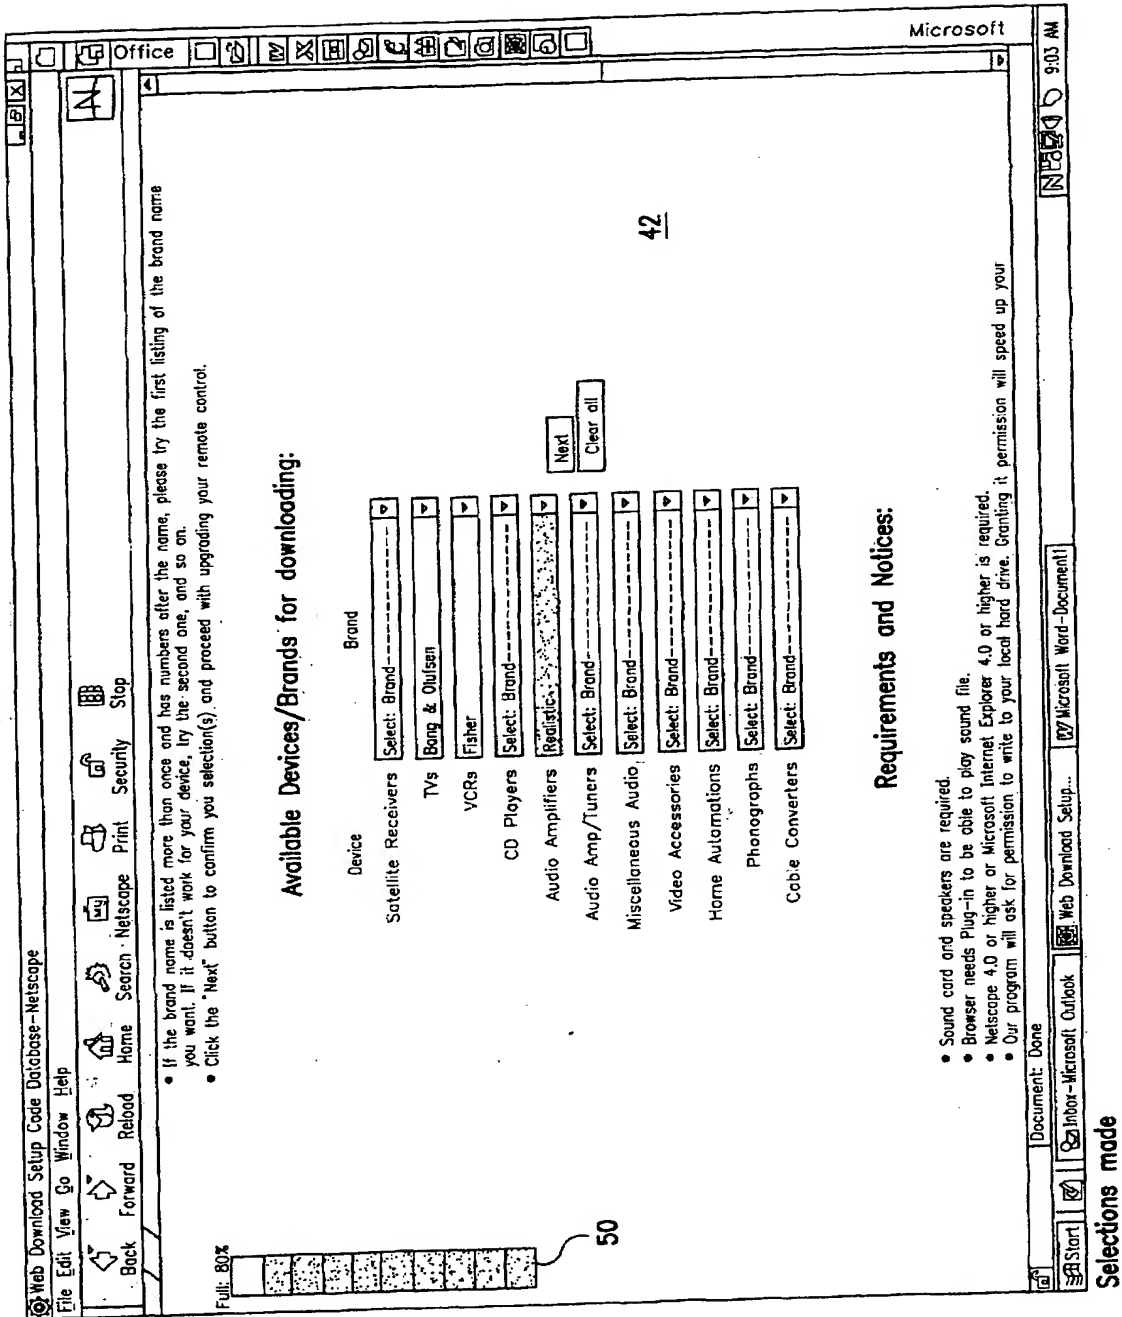 Web Download Setup Code Database-Netscape
File Edit View Go Window Help
Back Forward Reload Home Search Netscape Print Security Stop
Office
Full: 80%
50
• If the brand name is listed more than once and has numbers after the name, please try the first listing of the brand name
you want. If it doesn't work for your device, try the second one, and so on.
• Click the "Next" button to confirm you selection(s) and proceed with upgrading your remote control.
Available Devices/Brands for downloading:
Device Brand
Satellite Receivers Select: Brand------------
TVs Bang & Olufsen
VCRs Fisher
CD Players Select: Brand------------
Audio Amplifiers Realistic
Next
Audio Amp/Tuners Select: Brand------------
Clear all
Miscellaneous Audio Select: Brand------------
Video Accessories Select: Brand------------
Home Automations Select: Brand------------
Phonographs Select: Brand------------
Cable Converters Select: Brand------------
42
Requirements and Notices:
• Sound card and speakers are required.
• Browser needs Plug-in to be able to play sound file.
• Netscape 4.0 or higher or Microsoft Internet Explorer 4.0 or higher is required.
• Our program will ask for permission to write to your local hard drive. Granting it permission will speed up your
Microsoft
Document: Done
Start Inbox-Microsoft Outlook Web Download Setup... Microsoft Word-Document1 9:03 AM
Selections made